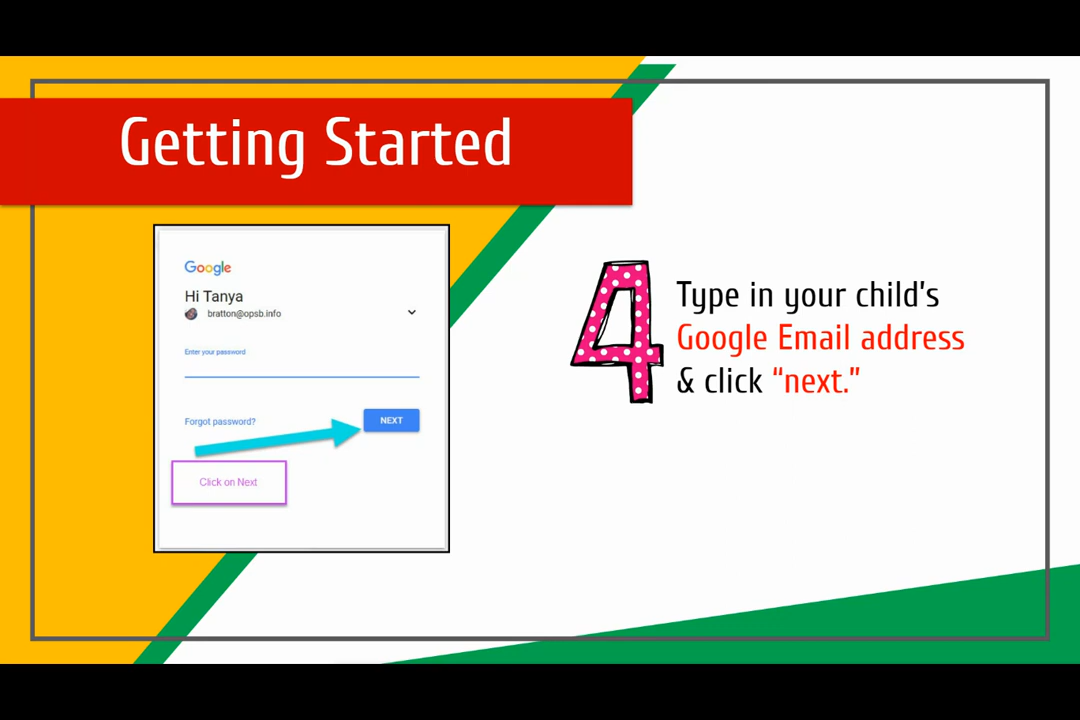 Getting Started
Google
Hi Tanya
bratton@opsb.info
Enter your password
Forgot password?
NEXT
Click on Next
4
Type in your child's
Google Email address
& click “next.”